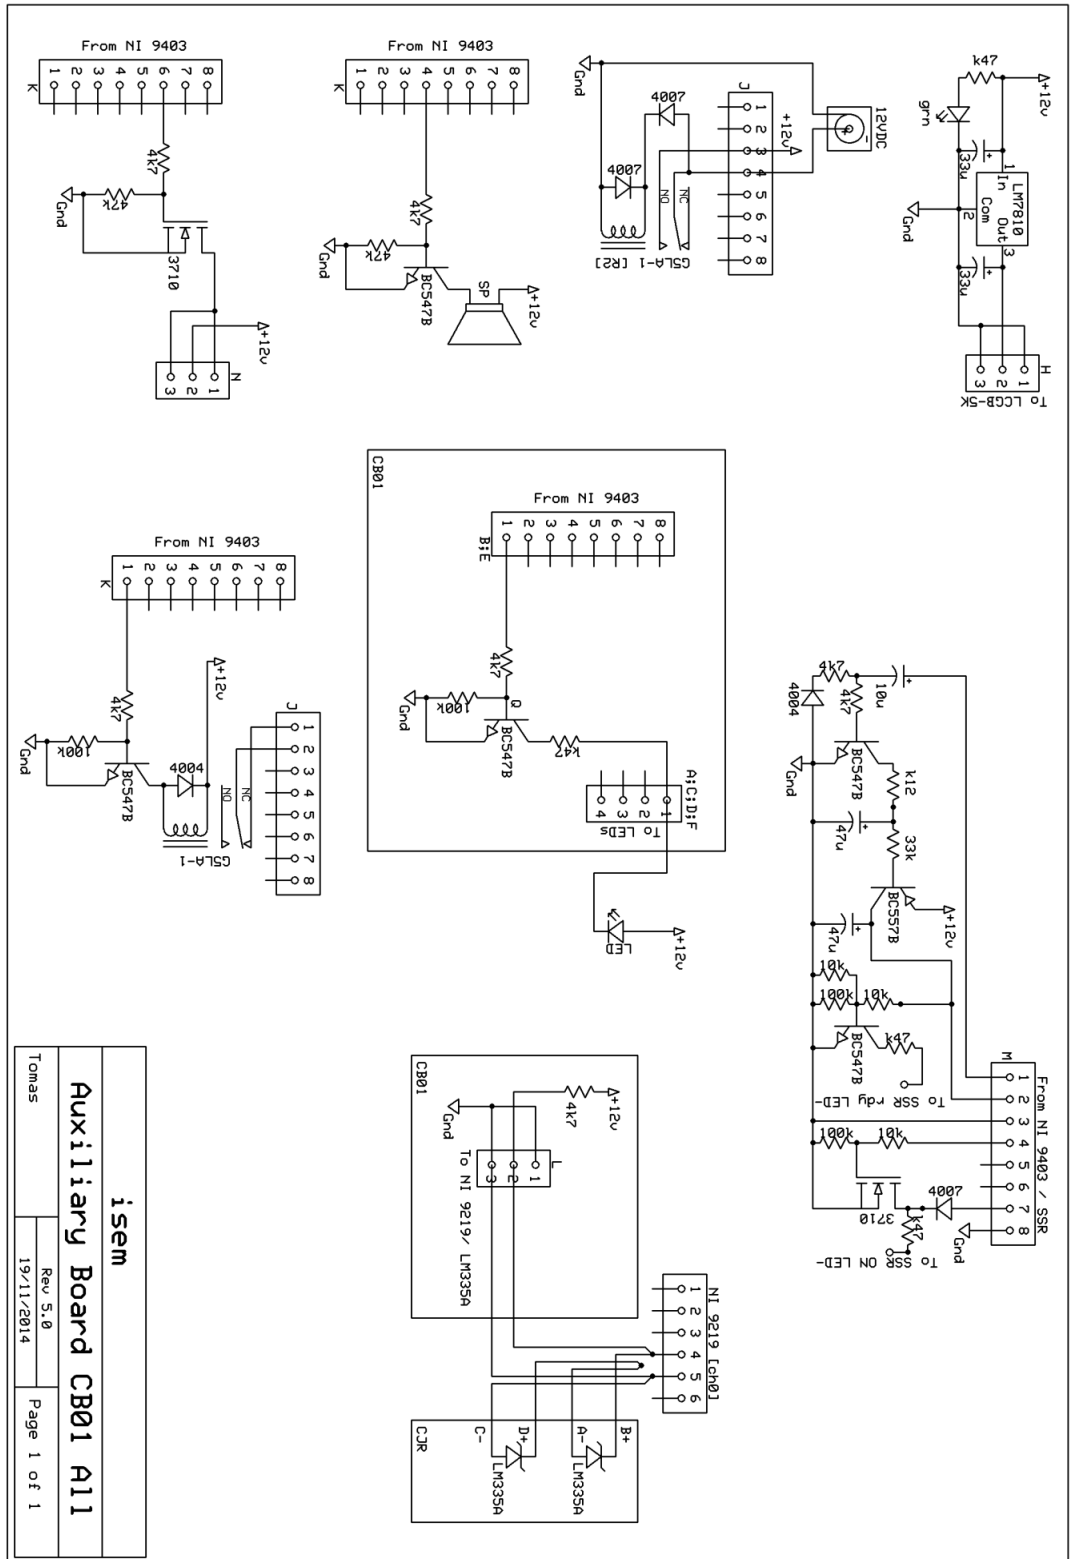 From NI 9403
K
1 2 3 4 5 6 7 8
4k7
47k
Gnd
3710
+12v
N
3 2 1
From NI 9403
K
1 2 3 4 5 6 7 8
4k7
47k
Gnd
BC547B
SP
+12v
Gnd
4007
4007
NO
NC
G5LA-1 [R2]
J
1 2 3 4 5 6 7 8
+12v
12VDC
+
-
k47
+12v
grn
33u
+
1
In
LM7810
Com
2
Out
3
Gnd
33u
+
H
3 2 1
To LCGB-5K
From NI 9403
K
1 2 3 4 5 6 7 8
4k7
100k
Gnd
BC547B
+12v
4004
NO
NC
G5LA-1
J
1 2 3 4 5 6 7 8
CB01
From NI 9403
B;E
1 2 3 4 5 6 7 8
4k7
100k
Gnd
Q
BC547B
k47
A;C;D;F
4 3 2 1
To LEDs
LED
+12v
4k7
10u
+
4004
4k7
BC547B
Gnd
k12
47u
+
33k
BC557B
+12v
47u
+
10k
100k
10k
BC547B
k47
To SSR rdy LED-
M
From NI 9403 / SSR
1 2 3 4 5 6 7 8
100k
10k
3710
4007
k47
Gnd
To SSR ON LED-
CB01
+12v
4k7
Gnd
L
3 2 1
To NI 9219/ LM335A
NI 9219 [ch0]
1 2 3 4 5 6
CJR
C-
D+
A-
B+
LM335A
LM335A
isem
Auxiliary Board CB01 All
Tomas
Rev 5.0
19/11/2014
Page 1 of 1